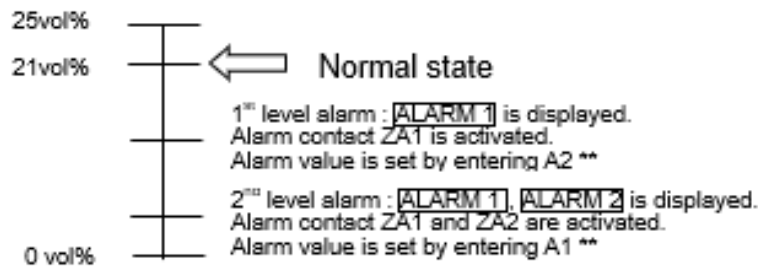 25vol%
21vol%
Normal state
1st level alarm : ALARM 1 is displayed.
Alarm contact ZA1 is activated.
Alarm value is set by entering A2 **
2nd level alarm : ALARM 1, ALARM 2 is displayed.
Alarm contact ZA1 and ZA2 are activated.
Alarm value is set by entering A1 **
0 vol%